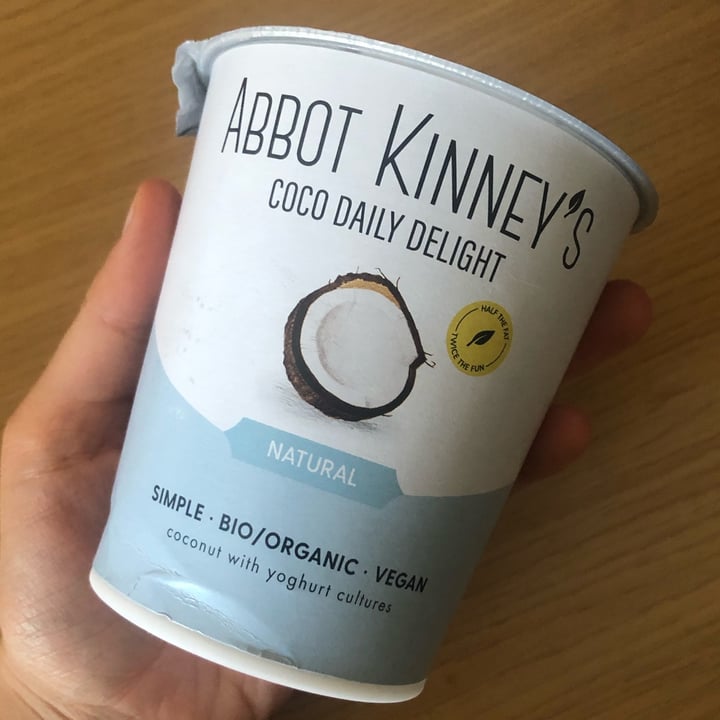 ABBOT KINNEY'S
COCO DAILY DELIGHT
HALF THE FAT
TWICE THE FUN
NATURAL
SIMPLE · BIO/ORGANIC · VEGAN
coconut with yoghurt cultures